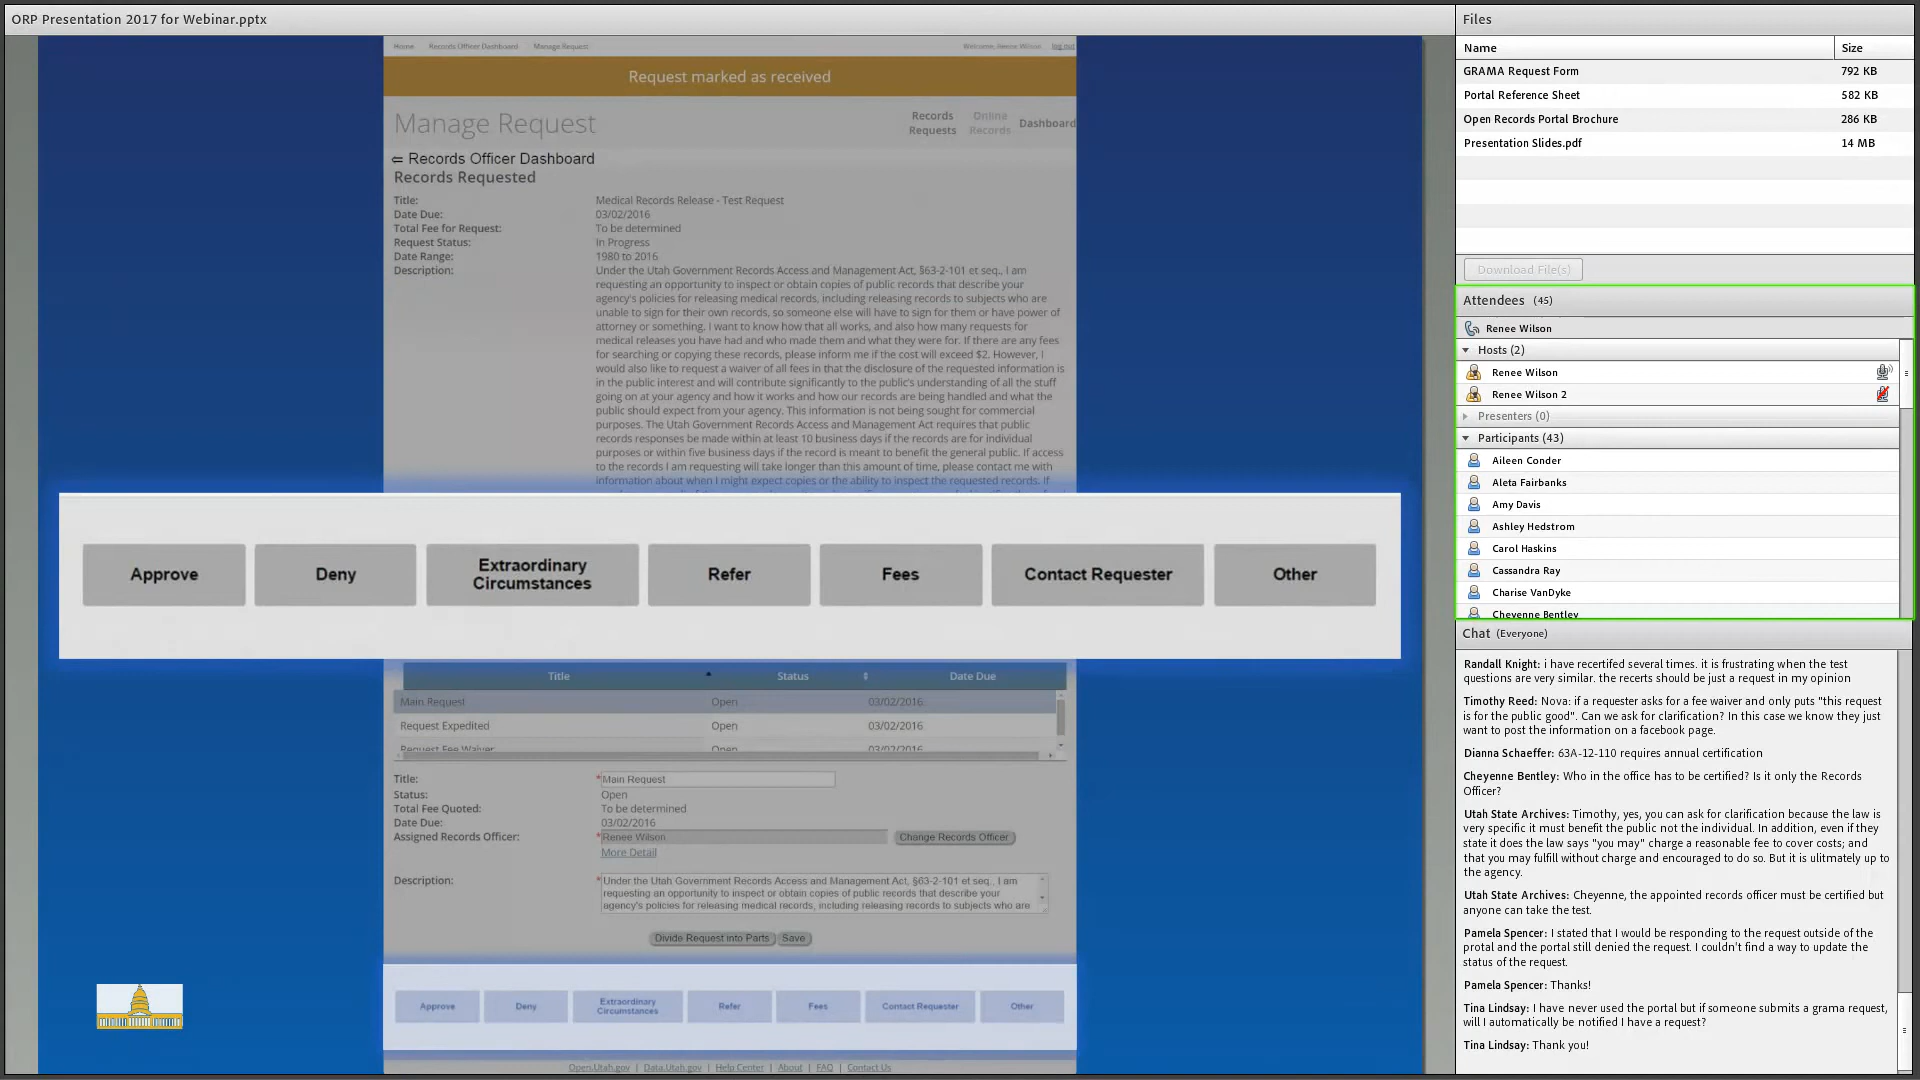 ORP Presentation 2017 for Webinar.pptx
Home Records Officer Dashboard Manage Request Welcome, Renee Wilson log out
Request marked as received
Manage Request
Records Requests
Online Records
Dashboard
⇐ Records Officer Dashboard
Records Requested
Title: Medical Records Release - Test Request
Date Due: 03/02/2016
Total Fee for Request: To be determined
Request Status: In Progress
Date Range: 1980 to 2016
Description: Under the Utah Government Records Access and Management Act, §63-2-101 et seq., I am
requesting an opportunity to inspect or obtain copies of public records that describe your
agency's policies for releasing medical records, including releasing records to subjects who are
unable to sign for their own records, so someone else will have to sign for them or have power of
attorney or something. I want to know how that all works, and also how many requests for
medical releases you have had and who made them and what they were for. If there are any fees
for searching or copying these records, please inform me if the cost will exceed $2. However, I
would also like to request a waiver of all fees in that the disclosure of the requested information is
in the public interest and will contribute significantly to the public's understanding of all the stuff
going on at your agency and how it works and how our records are being handled and what the
public should expect from your agency. This information is not being sought for commercial
purposes. The Utah Government Records Access and Management Act requires that public
records responses be made within at least 10 business days if the records are for individual
purposes or within five business days if the record is meant to benefit the general public. If access
to the records I am requesting will take longer than this amount of time, please contact me with
information about when I might expect copies or the ability to inspect the requested records. If
Approve
Deny
Extraordinary
Circumstances
Refer
Fees
Contact Requester
Other
Title Status Date Due
Main Request Open 03/02/2016
Request Expedited Open 03/02/2016
Request Fee Waiver Open 03/02/2016
Title: *Main Request
Status: Open
Total Fee Quoted: To be determined
Date Due: 03/02/2016
Assigned Records Officer: *Renee Wilson Change Records Officer
More Detail
Description: *Under the Utah Government Records Access and Management Act, §63-2-101 et seq., I am
requesting an opportunity to inspect or obtain copies of public records that describe your
agency's policies for releasing medical records, including releasing records to subjects who are
Divide Request into Parts Save
Approve
Deny
Extraordinary
Circumstances
Refer
Fees
Contact Requester
Other
Open.Utah.gov | Data.Utah.gov | Help Center | About | FAQ | Contact Us
Files
Name Size
GRAMA Request Form 792 KB
Portal Reference Sheet 582 KB
Open Records Portal Brochure 286 KB
Presentation Slides.pdf 14 MB
Download File(s)
Attendees (45)
Renee Wilson
Hosts (2)
Renee Wilson
Renee Wilson 2
Presenters (0)
Participants (43)
Aileen Conder
Aleta Fairbanks
Amy Davis
Ashley Hedstrom
Carol Haskins
Cassandra Ray
Charise VanDyke
Cheyenne Bentley
Chat (Everyone)
Randall Knight: i have recertifed several times. it is frustrating when the test
questions are very similar. the recerts should be just a request in my opinion
Timothy Reed: Nova: if a requester asks for a fee waiver and only puts "this request
is for the public good". Can we ask for clarification? In this case we know they just
want to post the information on a facebook page.
Dianna Schaeffer: 63A-12-110 requires annual certification
Cheyenne Bentley: Who in the office has to be certified? Is it only the Records
Officer?
Utah State Archives: Timothy, yes, you can ask for clarification because the law is
very specific it must benefit the public not the individual. In addition, even if they
state it does the law says "you may" charge a reasonable fee to cover costs; and
that you may fulfill without charge and encouraged to do so. But it is ulitmately up to
the agency.
Utah State Archives: Cheyenne, the appointed records officer must be certified but
anyone can take the test.
Pamela Spencer: I stated that I would be responding to the request outside of the
protal and the portal still denied the request. I couldn't find a way to update the
status of the request.
Pamela Spencer: Thanks!
Tina Lindsay: I have never used the portal but if someone submits a grama request,
will I automatically be notified I have a request?
Tina Lindsay: Thank you!